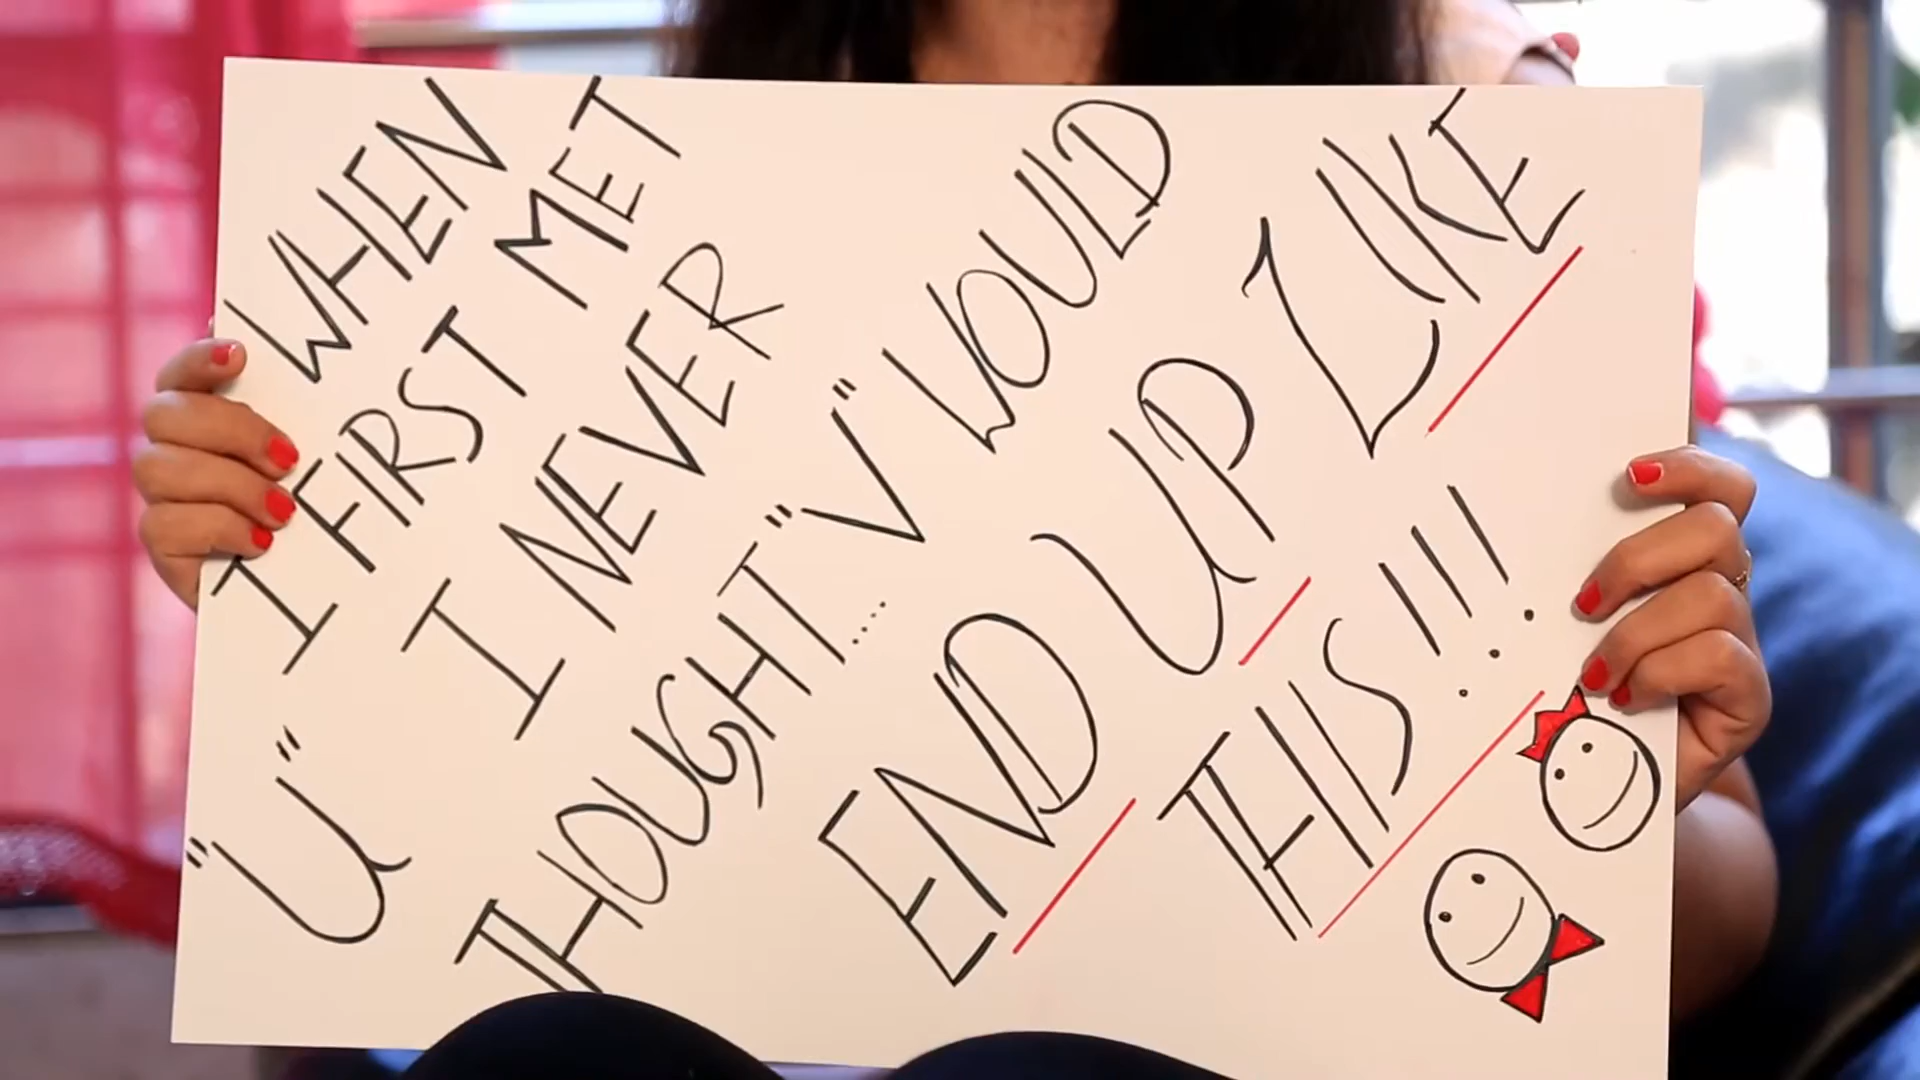 WHEN
I FIRST MET
"U" I NEVER
THOUGHT.... "V" WOULD
END UP LIKE
THIS!!!